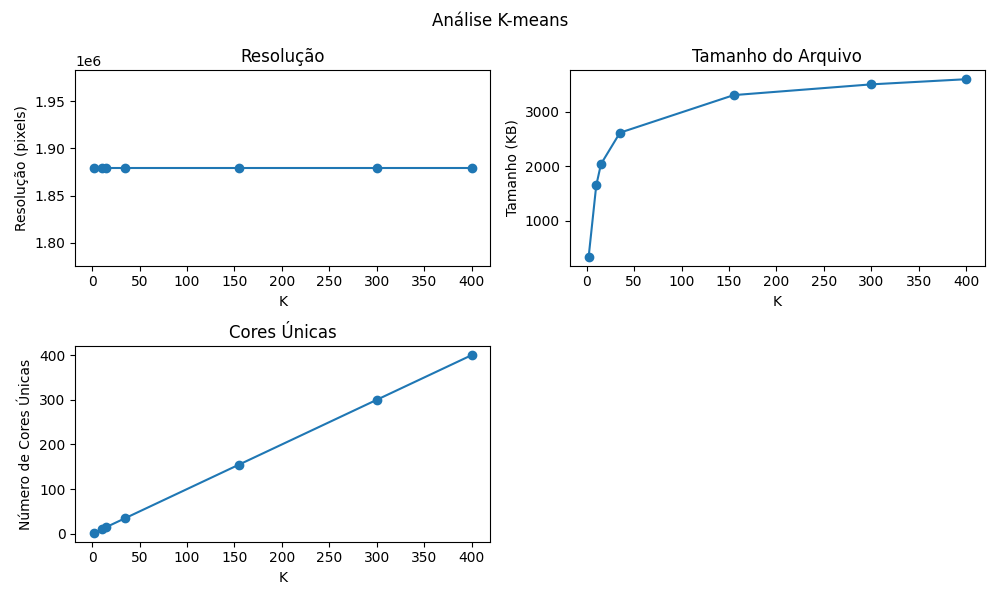 Análise K-means
Resolução
1e6
1.95
1.90
1.85
1.80
Resolução (pixels)
0 50 100 150 200 250 300 350 400
K
Tamanho do Arquivo
3000
2000
1000
Tamanho (KB)
0 50 100 150 200 250 300 350 400
K
Cores Únicas
400
300
200
100
0
Número de Cores Únicas
0 50 100 150 200 250 300 350 400
K